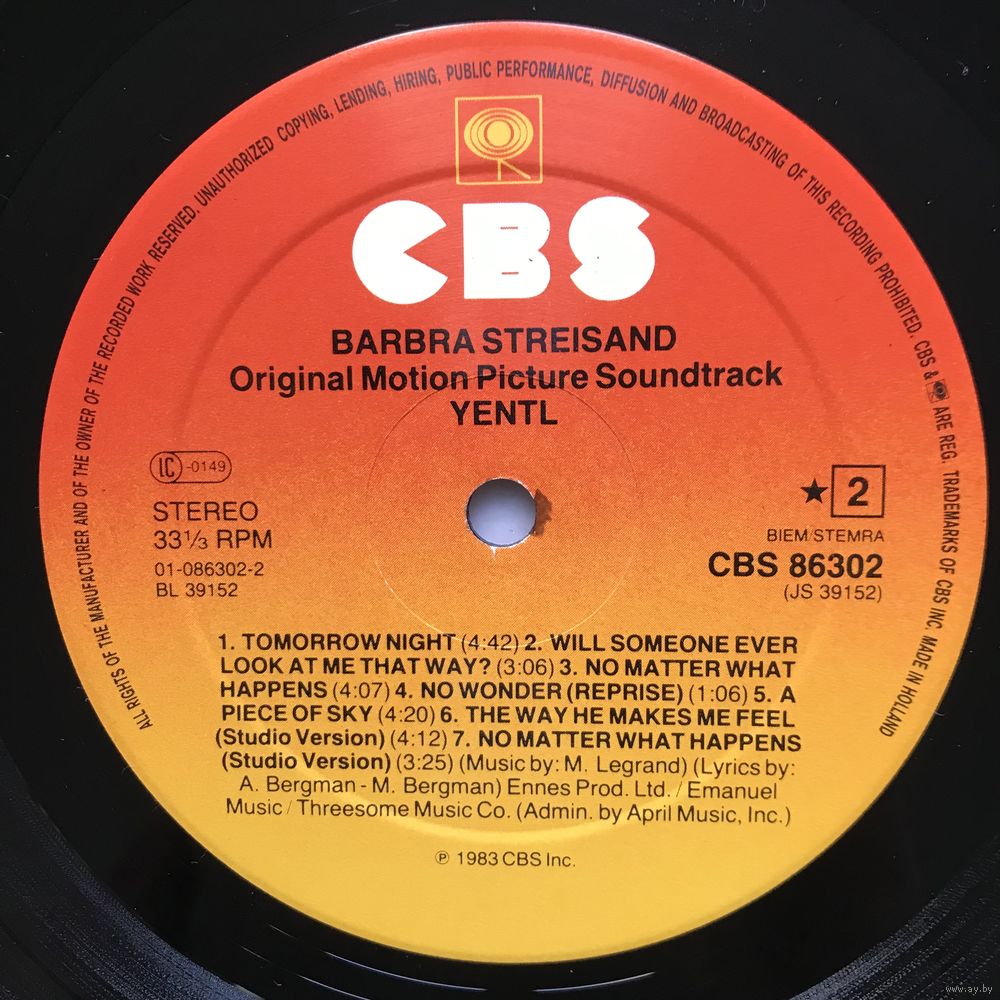 ALL RIGHTS OF THE MANUFACTURER AND OF THE OWNER OF THE RECORDED WORK RESERVED. UNAUTHORIZED COPYING, LENDING, HIRING, PUBLIC PERFORMANCE, DIFFUSION AND BROADCASTING OF THIS RECORDING PROHIBITED. CBS & ARE REG. TRADEMARKS OF CBS INC. MADE IN HOLLAND
CBS
BARBRA STREISAND
Original Motion Picture Soundtrack
YENTL
LC -0149
STEREO
33⅓ RPM
01-086302-2
BL 39152
★ 2
BIEM/STEMRA
CBS 86302
(JS 39152)
1. TOMORROW NIGHT (4:42) 2. WILL SOMEONE EVER
LOOK AT ME THAT WAY? (3:06) 3. NO MATTER WHAT
HAPPENS (4:07) 4. NO WONDER (REPRISE) (1:06) 5. A
PIECE OF SKY (4:20) 6. THE WAY HE MAKES ME FEEL
(Studio Version) (4:12) 7. NO MATTER WHAT HAPPENS
(Studio Version) (3:25) (Music by: M. Legrand) (Lyrics by:
A. Bergman - M. Bergman) Ennes Prod. Ltd. / Emanuel
Music / Threesome Music Co. (Admin. by April Music, Inc.)
℗ 1983 CBS Inc.
www.ay.by